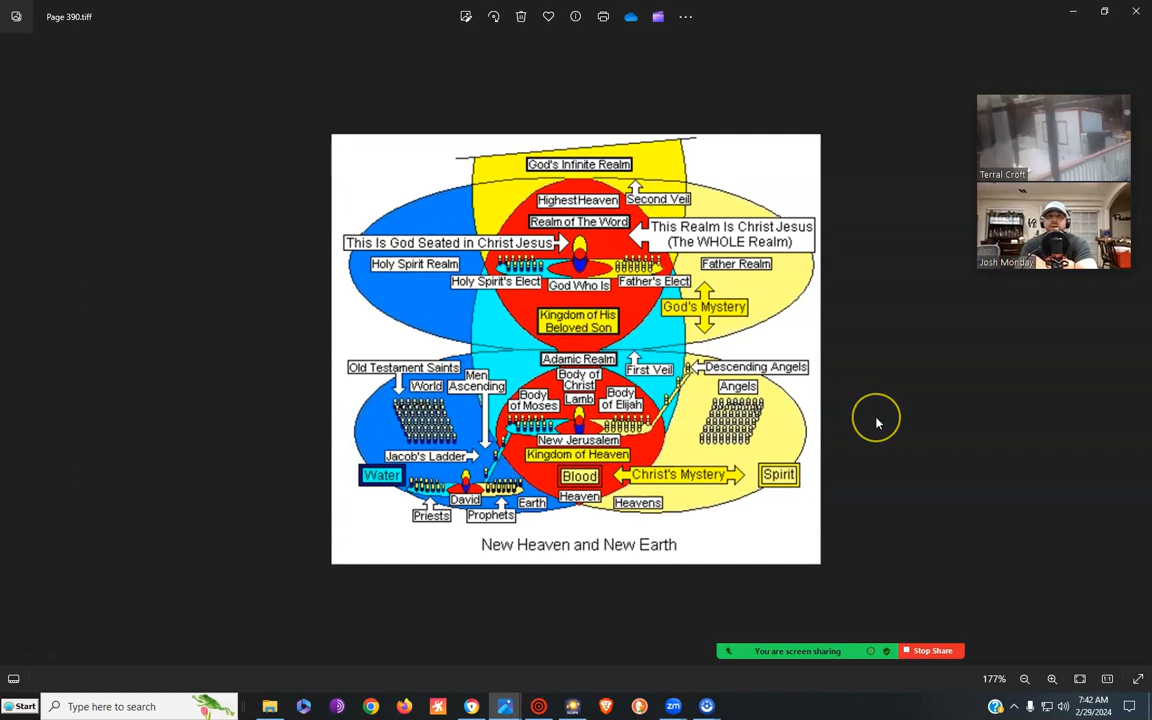 Page 390.tiff
God's Infinite Realm
Highest Heaven
Second Veil
Realm of The Word
This Realm Is Christ Jesus
(The WHOLE Realm)
This Is God Seated in Christ Jesus
Holy Spirit Realm
Father Realm
Holy Spirit's Elect
God Who Is
Father's Elect
God's Mystery
Kingdom of His
Beloved Son
Adamic Realm
Old Testament Saints
First Veil
Descending Angels
World
Men
Ascending
Body of
Christ
Lamb
Angels
Body
of Moses
Body
of Elijah
New Jerusalem
Jacob's Ladder
Kingdom of Heaven
Water
Blood
Christ's Mystery
Spirit
David
Heaven
Earth
Heavens
Priests
Prophets
New Heaven and New Earth
Terral Croft
Josh Monday
You are screen sharing
Stop Share
177%
Start
Type here to search
7:42 AM
2/29/2024